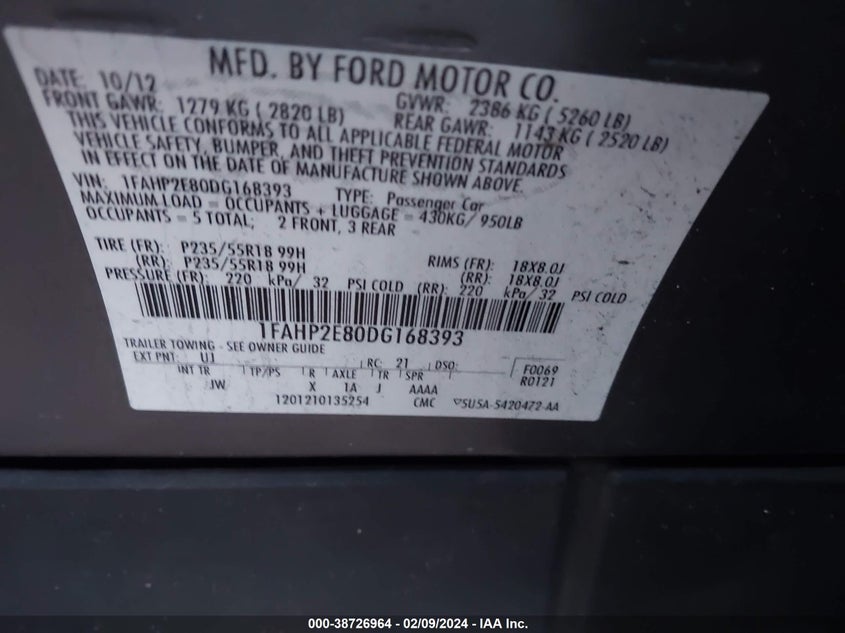 MFD. BY FORD MOTOR CO.
DATE: 10/12
GVWR: 2386 KG ( 5260 LB)
FRONT GAWR: 1279 KG ( 2820 LB)
REAR GAWR: 1143 KG ( 2520 LB)
THIS VEHICLE CONFORMS TO ALL APPLICABLE FEDERAL MOTOR
VEHICLE SAFETY, BUMPER, AND THEFT PREVENTION STANDARDS
IN EFFECT ON THE DATE OF MANUFACTURE SHOWN ABOVE.
VIN: 1FAHP2E80DG168393 TYPE: Passenger Car
MAXIMUM LOAD = OCCUPANTS + LUGGAGE = 430KG/ 950LB
OCCUPANTS = 5 TOTAL; 2 FRONT, 3 REAR
TIRE (FR): P235/55R18 99H RIMS (FR): 18X8.0J
(RR): P235/55R18 99H (RR): 18X8.0J
PRESSURE (FR): 220 kPa/ 32 PSI COLD (RR): 220 kPa/ 32 PSI COLD
1FAHP2E80DG168393
TRAILER TOWING - SEE OWNER GUIDE
EXT PNT: UJ RC: 21 DSO: F0069
INT TR TP/PS R AXLE TR SPR R0121
JW X 1A J AAAA
1201210135254 CMC 5U5A-5420472-AA
000-38726964 - 02/09/2024 - IAA Inc.